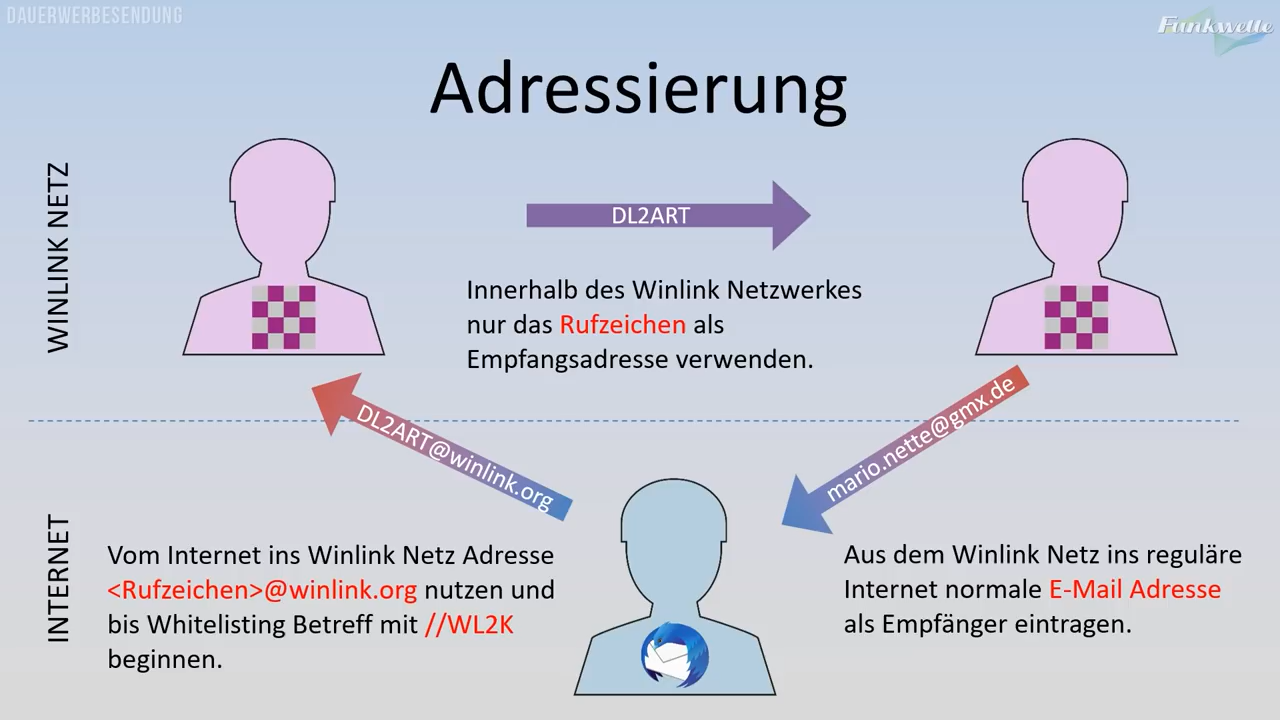 DAUERWERBESENDUNG
Funkwelle
Adressierung
WINLINK NETZ
DL2ART
Innerhalb des Winlink Netzwerkes
nur das Rufzeichen als
Empfangsadresse verwenden.
DL2ART@winlink.org
mario.nette@gmx.de
INTERNET
Vom Internet ins Winlink Netz Adresse
<Rufzeichen>@winlink.org nutzen und
bis Whitelisting Betreff mit //WL2K
beginnen.
Aus dem Winlink Netz ins reguläre
Internet normale E-Mail Adresse
als Empfänger eintragen.